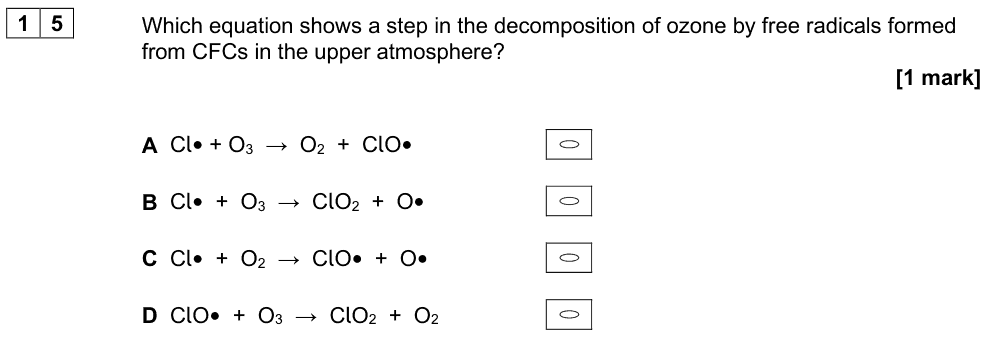 1 5 Which equation shows a step in the decomposition of ozone by free radicals formed
from CFCs in the upper atmosphere?
[1 mark]
A Cl• + O₃ → O₂ + ClO•
B Cl• + O₃ → ClO₂ + O•
C Cl• + O₂ → ClO• + O•
D ClO• + O₃ → ClO₂ + O₂